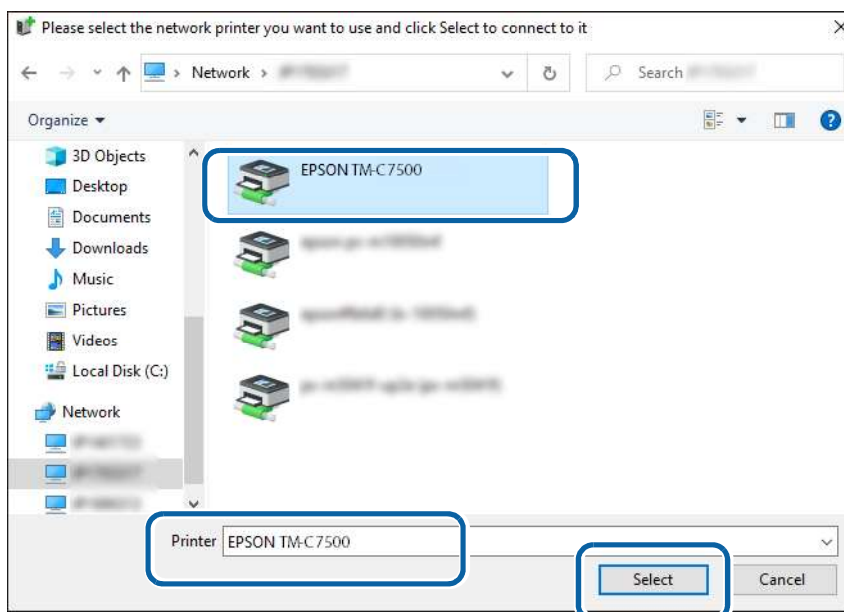 Please select the network printer you want to use and click Select to connect to it
Network
Search
Organize
3D Objects
Desktop
Documents
Downloads
Music
Pictures
Videos
Local Disk (C:)
Network
EPSON TM-C7500
Printer EPSON TM-C7500
Select Cancel